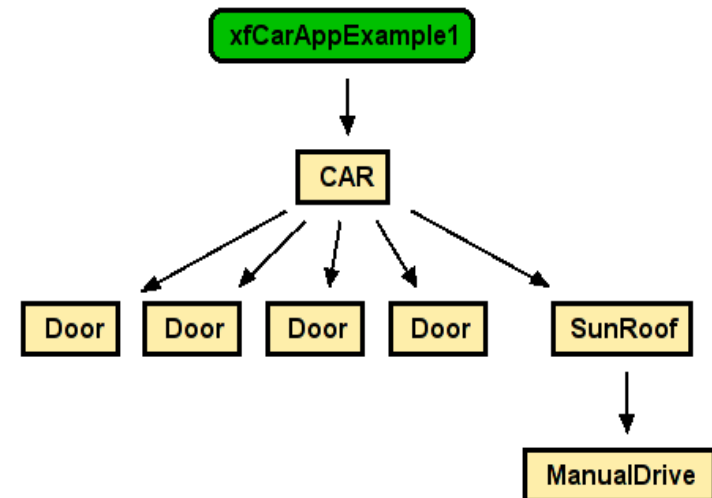 xfCarAppExample1
CAR
Door
Door
Door
Door
SunRoof
ManualDrive